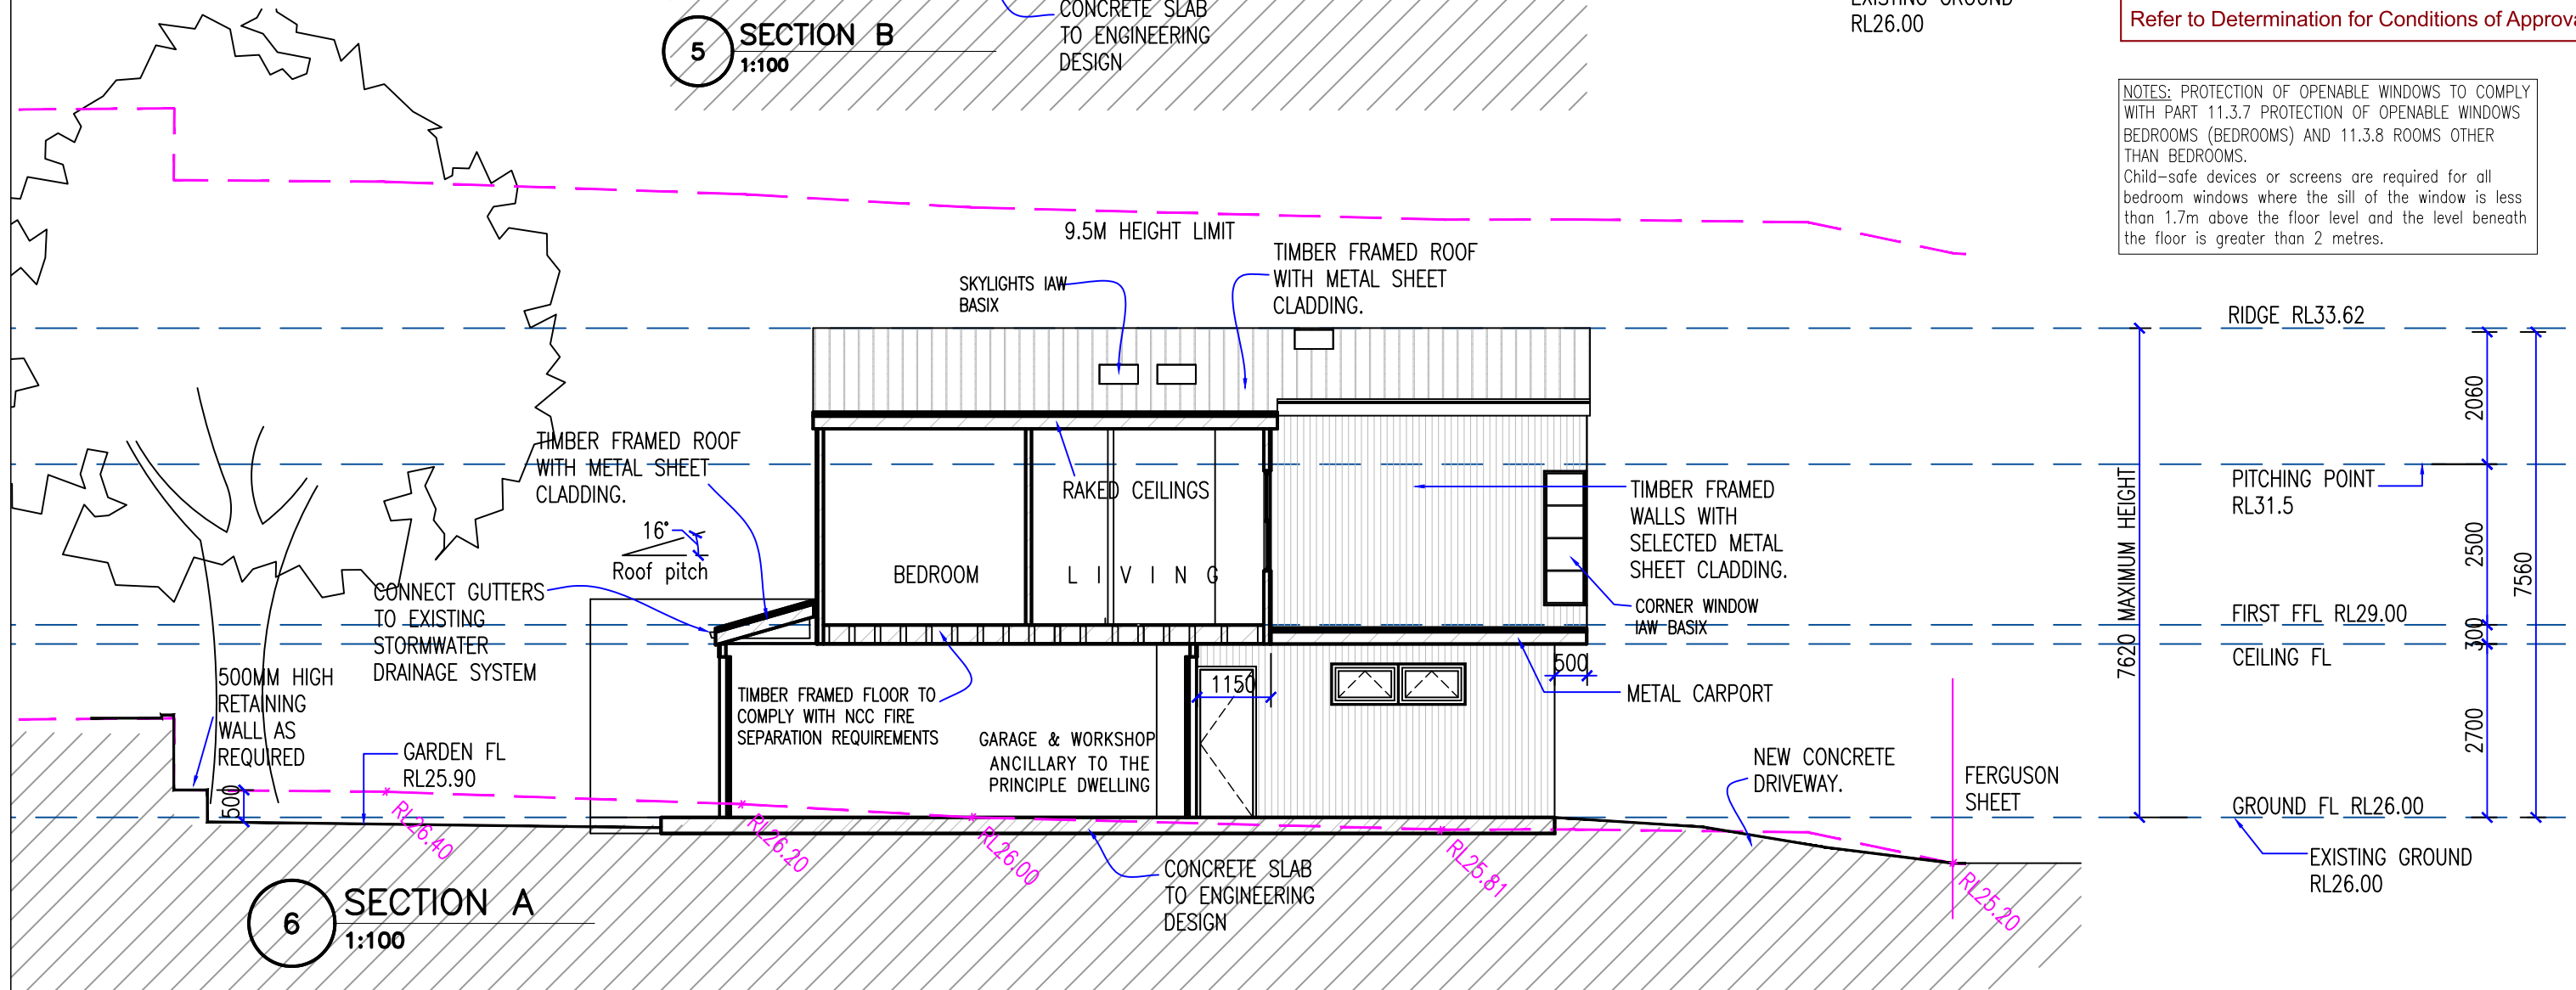 CONCRETE SLAB
TO ENGINEERING
DESIGN
5
SECTION B
1:100
EXISTING GROUND
RL26.00
Refer to Determination for Conditions of Approva
NOTES: PROTECTION OF OPENABLE WINDOWS TO COMPLY
WITH PART 11.3.7 PROTECTION OF OPENABLE WINDOWS
BEDROOMS (BEDROOMS) AND 11.3.8 ROOMS OTHER
THAN BEDROOMS.
Child-safe devices or screens are required for all
bedroom windows where the sill of the window is less
than 1.7m above the floor level and the level beneath
the floor is greater than 2 metres.
9.5M HEIGHT LIMIT
SKYLIGHTS IAW
BASIX
TIMBER FRAMED ROOF
WITH METAL SHEET
CLADDING.
RIDGE RL33.62
2060
TIMBER FRAMED ROOF
WITH METAL SHEET
CLADDING.
RAKED CEILINGS
TIMBER FRAMED
WALLS WITH
SELECTED METAL
SHEET CLADDING.
7620 MAXIMUM HEIGHT
PITCHING POINT
RL31.5
2500
7560
16°
Roof pitch
BEDROOM
L I V I N G
CONNECT GUTTERS
TO EXISTING
STORMWATER
DRAINAGE SYSTEM
CORNER WINDOW
IAW BASIX
FIRST FFL RL29.00
300
CEILING FL
500MM HIGH
RETAINING
WALL AS
REQUIRED
500
GARDEN FL
RL25.90
TIMBER FRAMED FLOOR TO
COMPLY WITH NCC FIRE
SEPARATION REQUIREMENTS
GARAGE & WORKSHOP
ANCILLARY TO THE
PRINCIPLE DWELLING
1150
500
METAL CARPORT
NEW CONCRETE
DRIVEWAY.
FERGUSON
SHEET
2700
GROUND FL RL26.00
EXISTING GROUND
RL26.00
RL26.40
RL26.20
RL26.00
RL25.81
RL25.20
CONCRETE SLAB
TO ENGINEERING
DESIGN
6
SECTION A
1:100